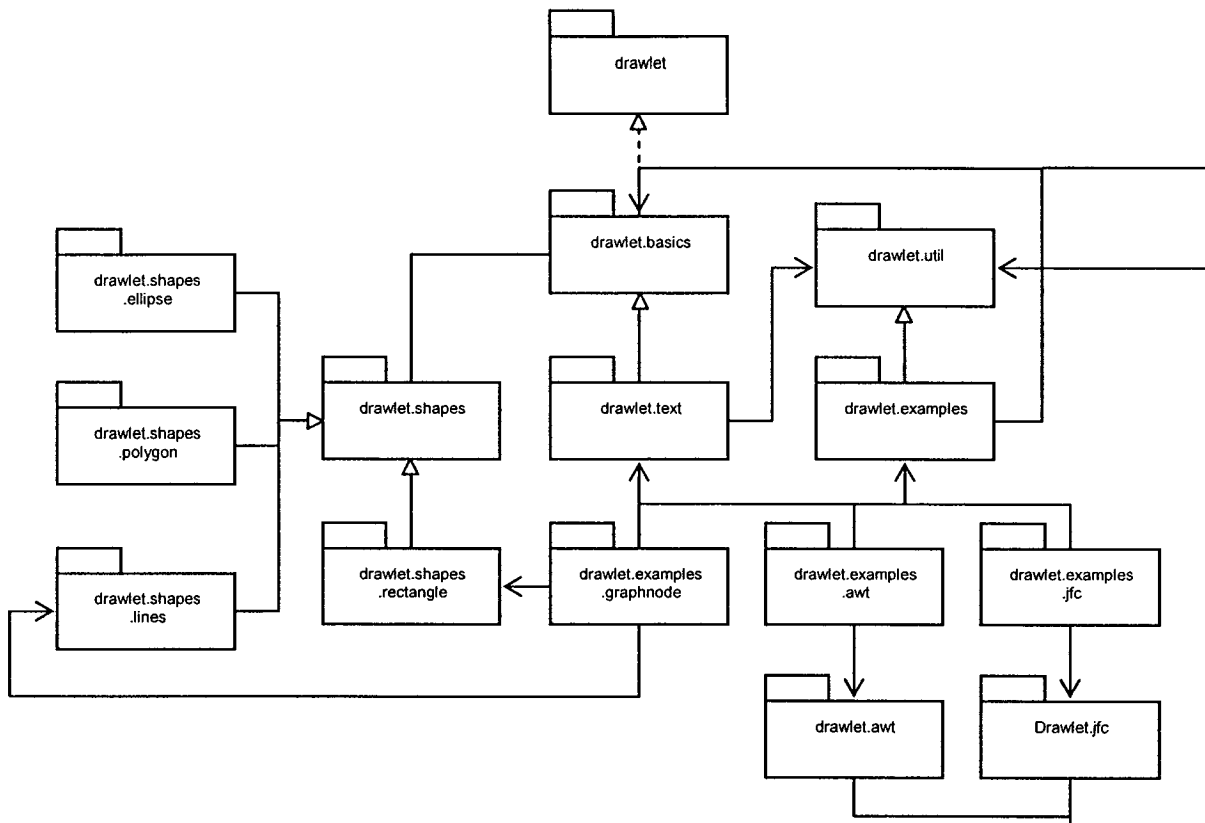 drawlet
drawlet.basics
drawlet.util
drawlet.shapes
.ellipse
drawlet.shapes
drawlet.text
drawlet.examples
drawlet.shapes
.polygon
drawlet.shapes
.lines
drawlet.shapes
.rectangle
drawlet.examples
.graphnode
drawlet.examples
.awt
drawlet.examples
.jfc
drawlet.awt
Drawlet.jfc